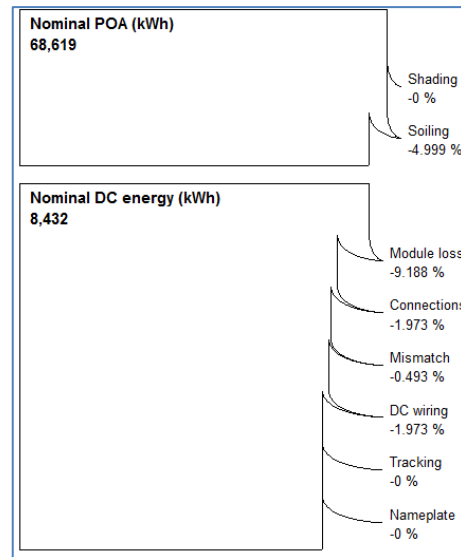 Nominal POA (kWh)
68,619
Shading
-0 %
Soiling
-4.999 %
Nominal DC energy (kWh)
8,432
Module loss
-9.188 %
Connections
-1.973 %
Mismatch
-0.493 %
DC wiring
-1.973 %
Tracking
-0 %
Nameplate
-0 %